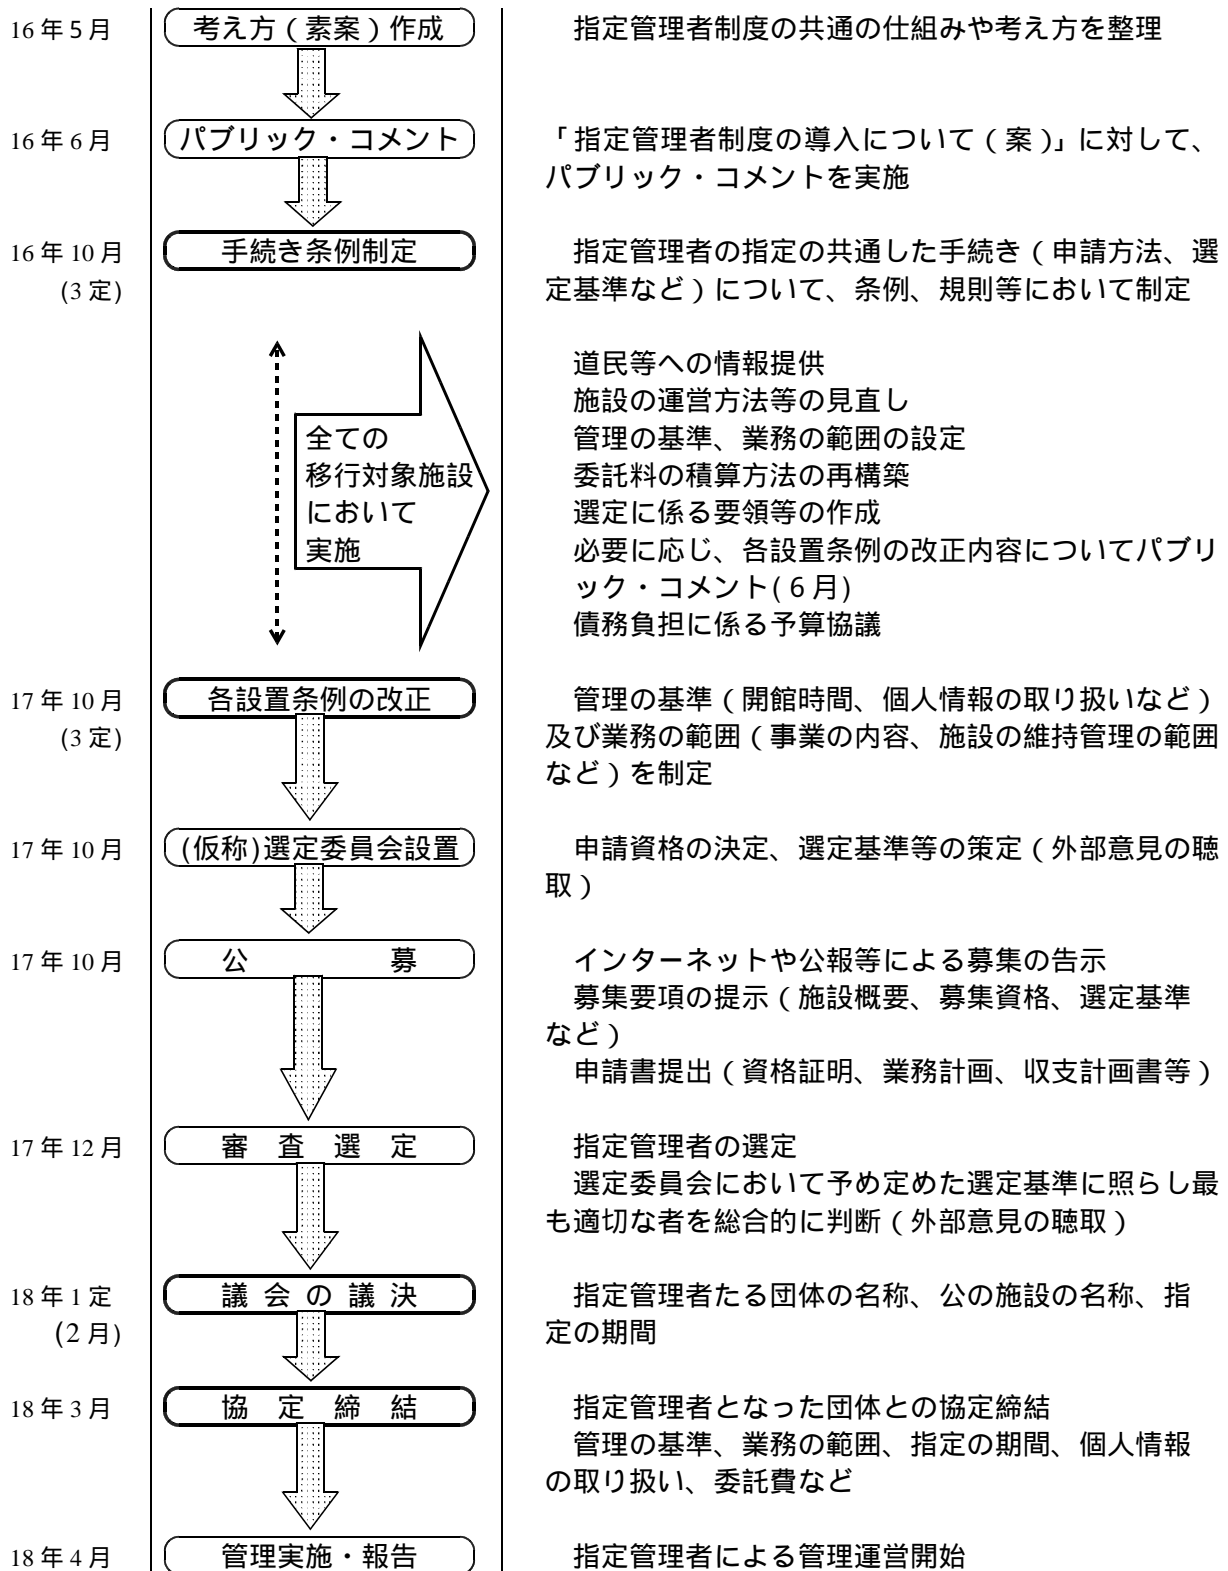 16年5月 考え方(素案)作成 指定管理者制度の共通の仕組みや考え方を整理
16年6月 パブリック・コメント 「指定管理者制度の導入について(案)」に対して、
パブリック・コメントを実施
16年10月 手続き条例制定 指定管理者の指定の共通した手続き(申請方法、選
(3定) 定基準など)について、条例、規則等において制定
全ての
移行対象施設
において
実施
道民等への情報提供
施設の運営方法等の見直し
管理の基準、業務の範囲の設定
委託料の積算方法の再構築
選定に係る要領等の作成
必要に応じ、各設置条例の改正内容についてパブリ
ック・コメント(6月)
債務負担に係る予算協議
17年10月 各設置条例の改正 管理の基準(開館時間、個人情報の取り扱いなど)
(3定) 及び業務の範囲(事業の内容、施設の維持管理の範囲
など)を制定
17年10月 (仮称)選定委員会設置 申請資格の決定、選定基準等の策定(外部意見の聴
取)
17年10月 公 募 インターネットや公報等による募集の告示
募集要項の提示(施設概要、募集資格、選定基準
など)
申請書提出(資格証明、業務計画、収支計画書等)
17年12月 審査選定 指定管理者の選定
選定委員会において予め定めた選定基準に照らし最
も適切な者を総合的に判断(外部意見の聴取)
18年1定 議会の議決 指定管理者たる団体の名称、公の施設の名称、指
(2月) 定の期間
18年3月 協定締結 指定管理者となった団体との協定締結
管理の基準、業務の範囲、指定の期間、個人情報
の取り扱い、委託費など
18年4月 管理実施・報告 指定管理者による管理運営開始